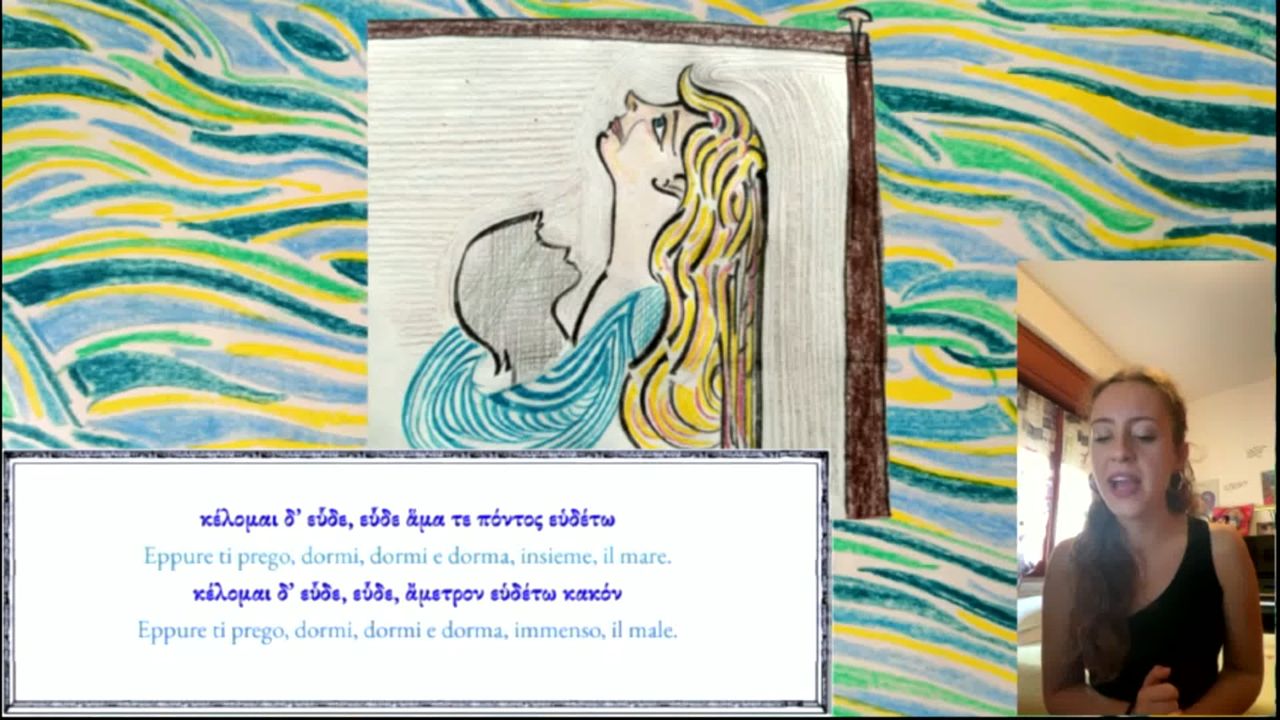 κέλομαι δ’ εὗδε, εὗδε ἅμα τε πόντος εὑδέτω
Eppure ti prego, dormi, dormi e dorma, insieme, il mare.
κέλομαι δ’ εὗδε, εὗδε, ἄμετρον εὑδέτω κακόν
Eppure ti prego, dormi, dormi e dorma, immenso, il male.